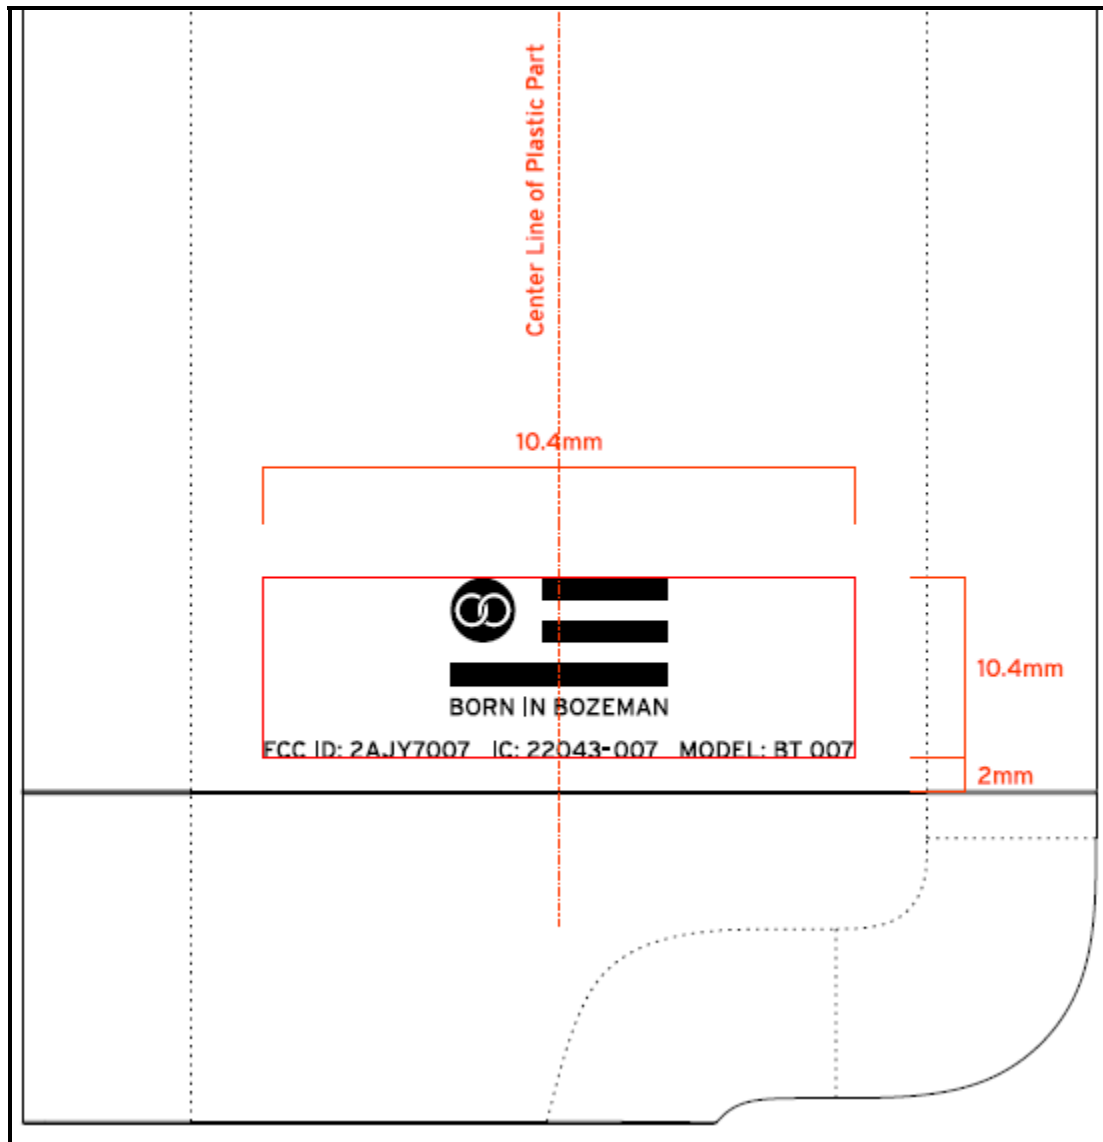 Center Line of Plastic Part
10.4mm
10.4mm
BORN IN BOZEMAN
FCC ID: 2AJY7007 IC: 22043-007 MODEL: BT 007
2mm